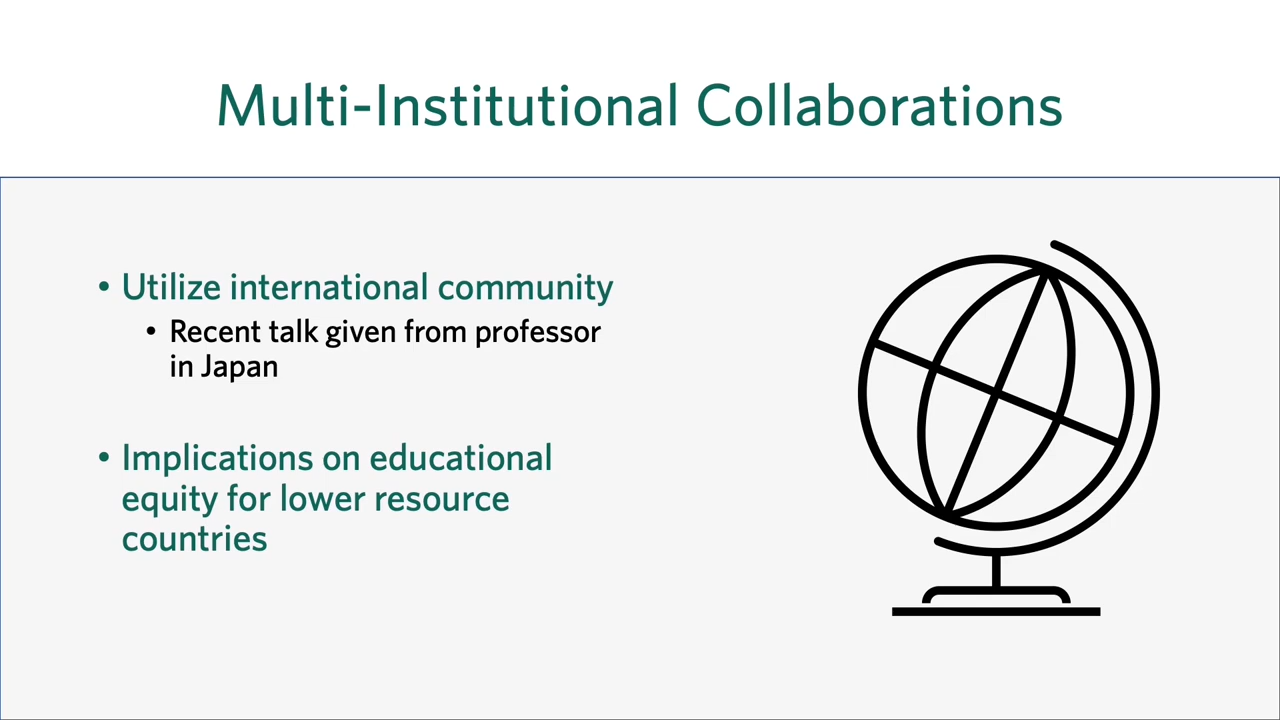 Multi-Institutional Collaborations
• Utilize international community
• Recent talk given from professor
in Japan
• Implications on educational
equity for lower resource
countries